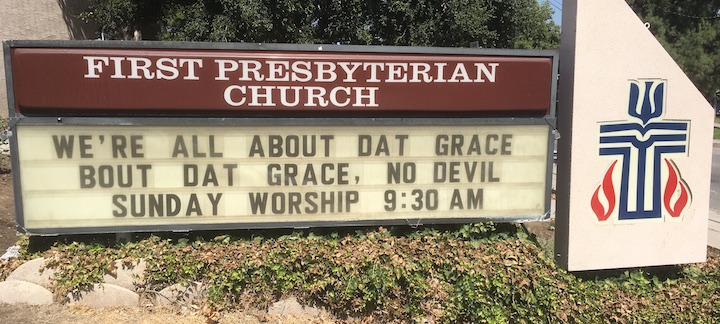 FIRST PRESBYTERIAN
CHURCH
WE'RE ALL ABOUT DAT GRACE
BOUT DAT GRACE, NO DEVIL
SUNDAY WORSHIP 9:30 AM